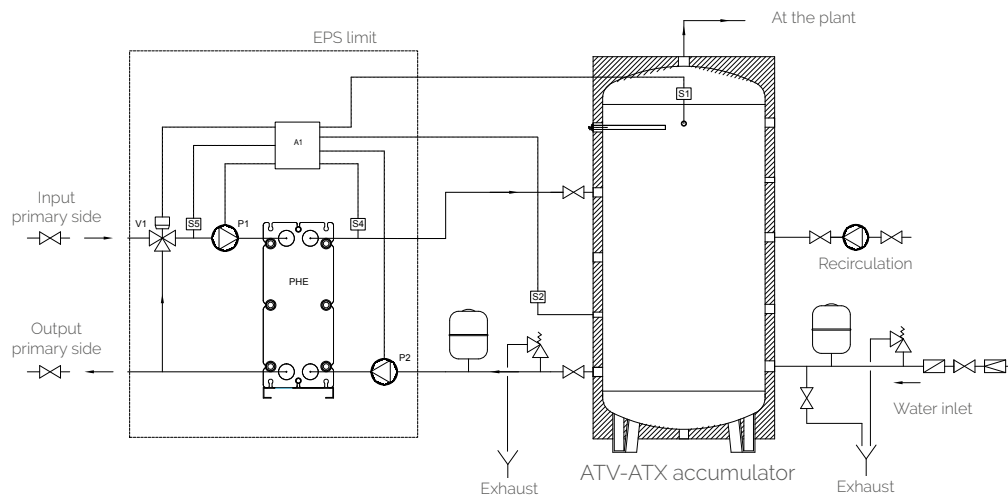 At the plant
EPS limit
S1
A1
Input
primary side
V1
S5
P1
S4
PHE
Recirculation
S2
Output
primary side
P2
Water inlet
ATV-ATX accumulator
Exhaust
Exhaust